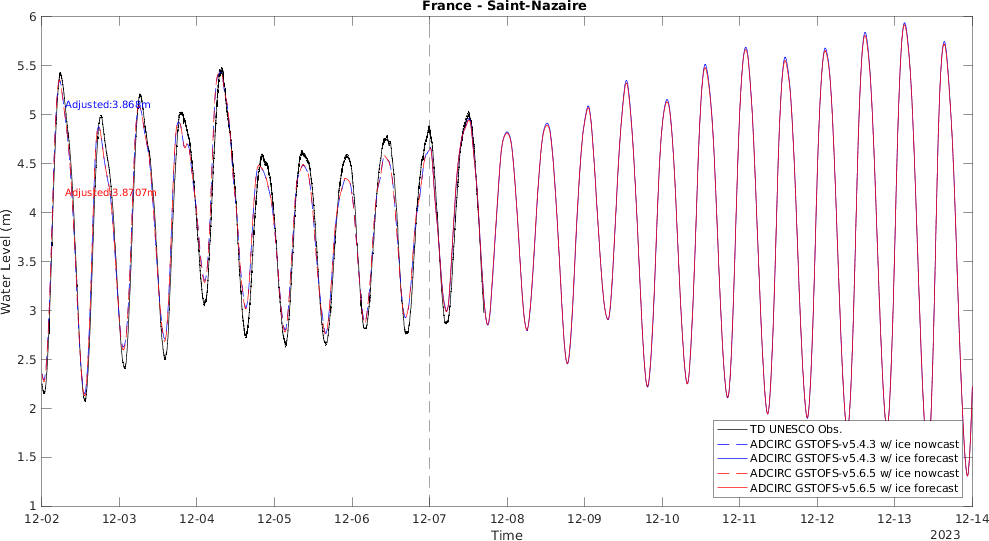 France - Saint-Nazaire
Water Level (m)
6
5.5
5
4.5
4
3.5
3
2.5
2
1.5
1
Adjusted:3.868m
Adjusted:3.8707m
TD UNESCO Obs.
ADCIRC GSTOFS-v5.4.3 w/ ice nowcast
ADCIRC GSTOFS-v5.4.3 w/ ice forecast
ADCIRC GSTOFS-v5.6.5 w/ ice nowcast
ADCIRC GSTOFS-v5.6.5 w/ ice forecast
12-02 12-03 12-04 12-05 12-06 12-07 12-08 12-09 12-10 12-11 12-12 12-13 12-14
Time
2023